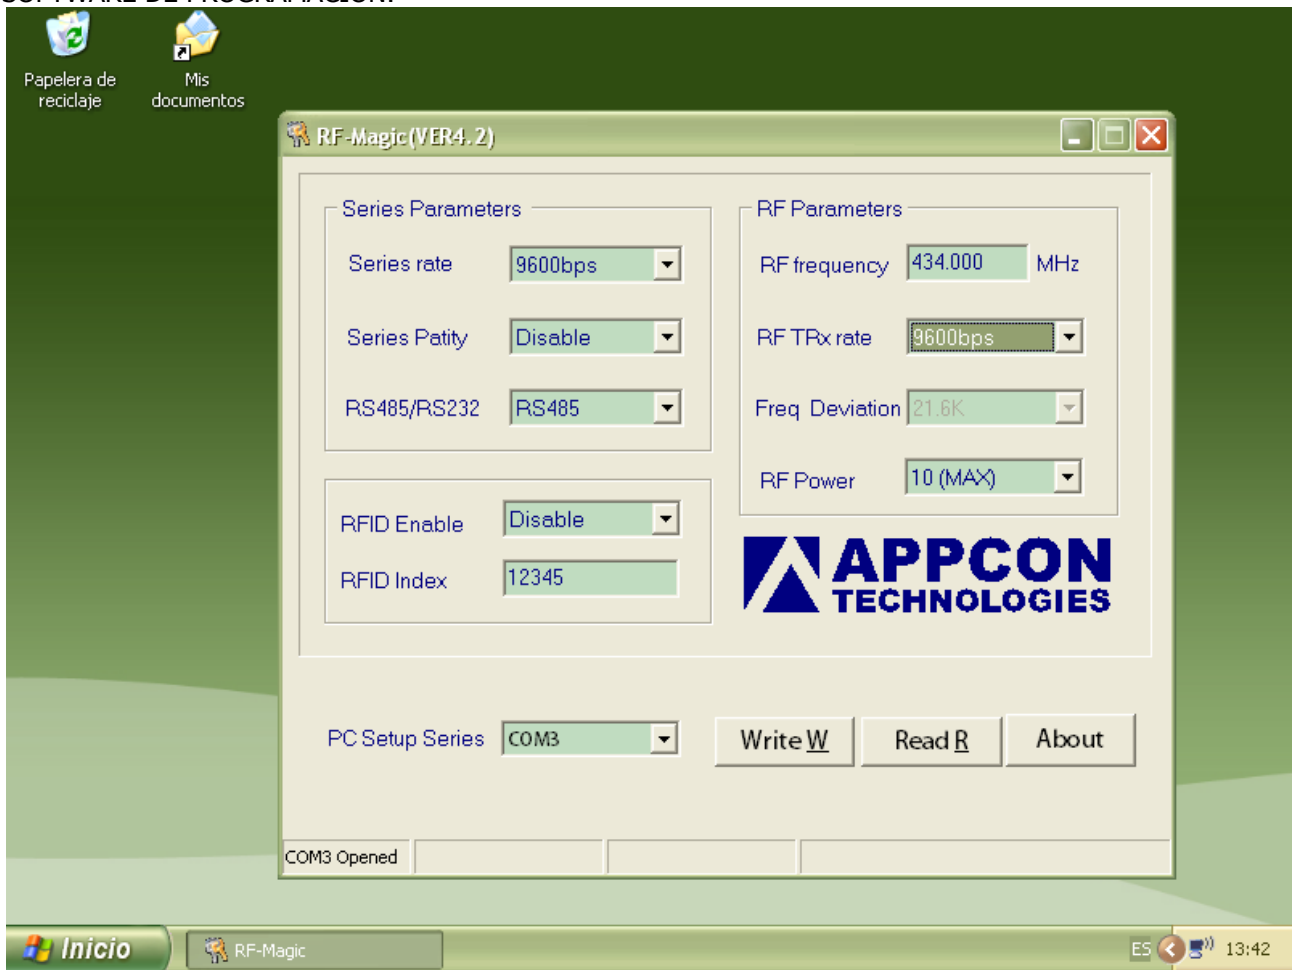 SOFTWARE DE PROGRAMACION:
Papelera de
reciclaje
Mis
documentos
RF-Magic(VER4.2)
Series Parameters
Series rate 9600bps
Series Patity Disable
RS485/RS232 RS485
RFID Enable Disable
RFID Index 12345
RF Parameters
RF frequency 434.000 MHz
RF TRx rate 9600bps
Freq Deviation 21.6K
RF Power 10 (MAX)
APPCON
TECHNOLOGIES
PC Setup Series COM3 Write W Read R About
COM3 Opened
Inicio RF-Magic ES 13:42